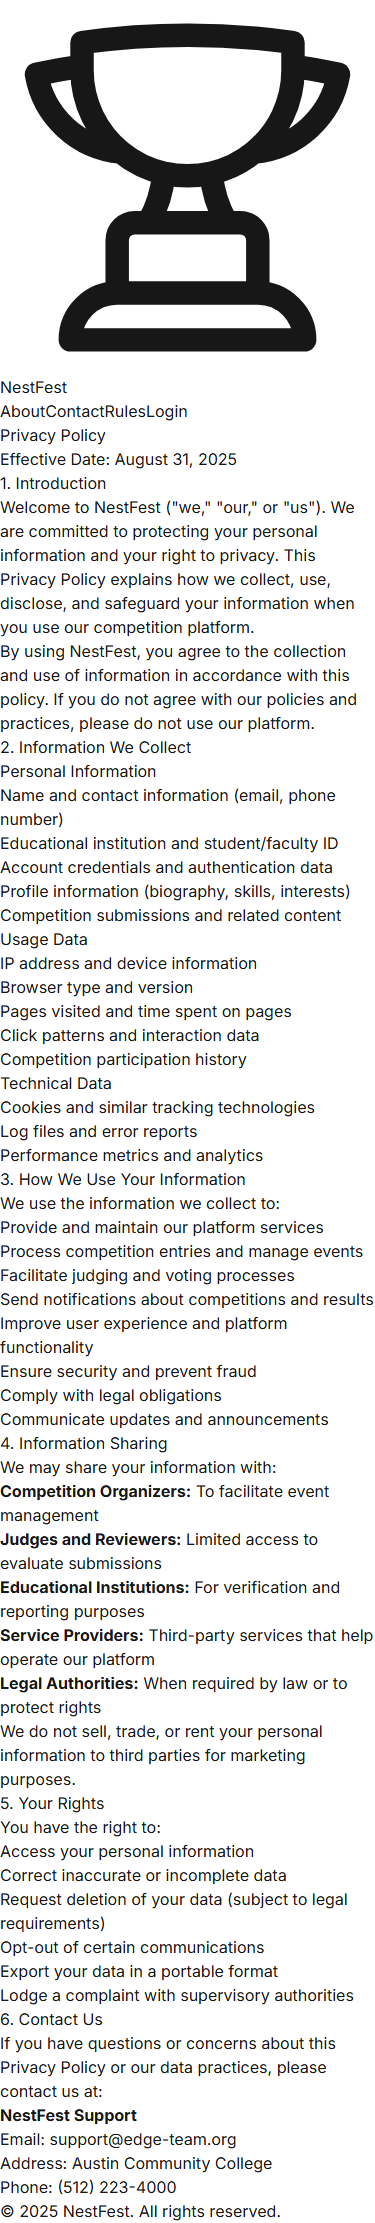 NestFest
AboutContactRulesLogin
Privacy Policy
Effective Date: August 31, 2025
1. Introduction
Welcome to NestFest ("we," "our," or "us"). We
are committed to protecting your personal
information and your right to privacy. This
Privacy Policy explains how we collect, use,
disclose, and safeguard your information when
you use our competition platform.
By using NestFest, you agree to the collection
and use of information in accordance with this
policy. If you do not agree with our policies and
practices, please do not use our platform.
2. Information We Collect
Personal Information
Name and contact information (email, phone
number)
Educational institution and student/faculty ID
Account credentials and authentication data
Profile information (biography, skills, interests)
Competition submissions and related content
Usage Data
IP address and device information
Browser type and version
Pages visited and time spent on pages
Click patterns and interaction data
Competition participation history
Technical Data
Cookies and similar tracking technologies
Log files and error reports
Performance metrics and analytics
3. How We Use Your Information
We use the information we collect to:
Provide and maintain our platform services
Process competition entries and manage events
Facilitate judging and voting processes
Send notifications about competitions and results
Improve user experience and platform
functionality
Ensure security and prevent fraud
Comply with legal obligations
Communicate updates and announcements
4. Information Sharing
We may share your information with:
Competition Organizers: To facilitate event
management
Judges and Reviewers: Limited access to
evaluate submissions
Educational Institutions: For verification and
reporting purposes
Service Providers: Third-party services that help
operate our platform
Legal Authorities: When required by law or to
protect rights
We do not sell, trade, or rent your personal
information to third parties for marketing
purposes.
5. Your Rights
You have the right to:
Access your personal information
Correct inaccurate or incomplete data
Request deletion of your data (subject to legal
requirements)
Opt-out of certain communications
Export your data in a portable format
Lodge a complaint with supervisory authorities
6. Contact Us
If you have questions or concerns about this
Privacy Policy or our data practices, please
contact us at:
NestFest Support
Email: support@edge-team.org
Address: Austin Community College
Phone: (512) 223-4000
© 2025 NestFest. All rights reserved.